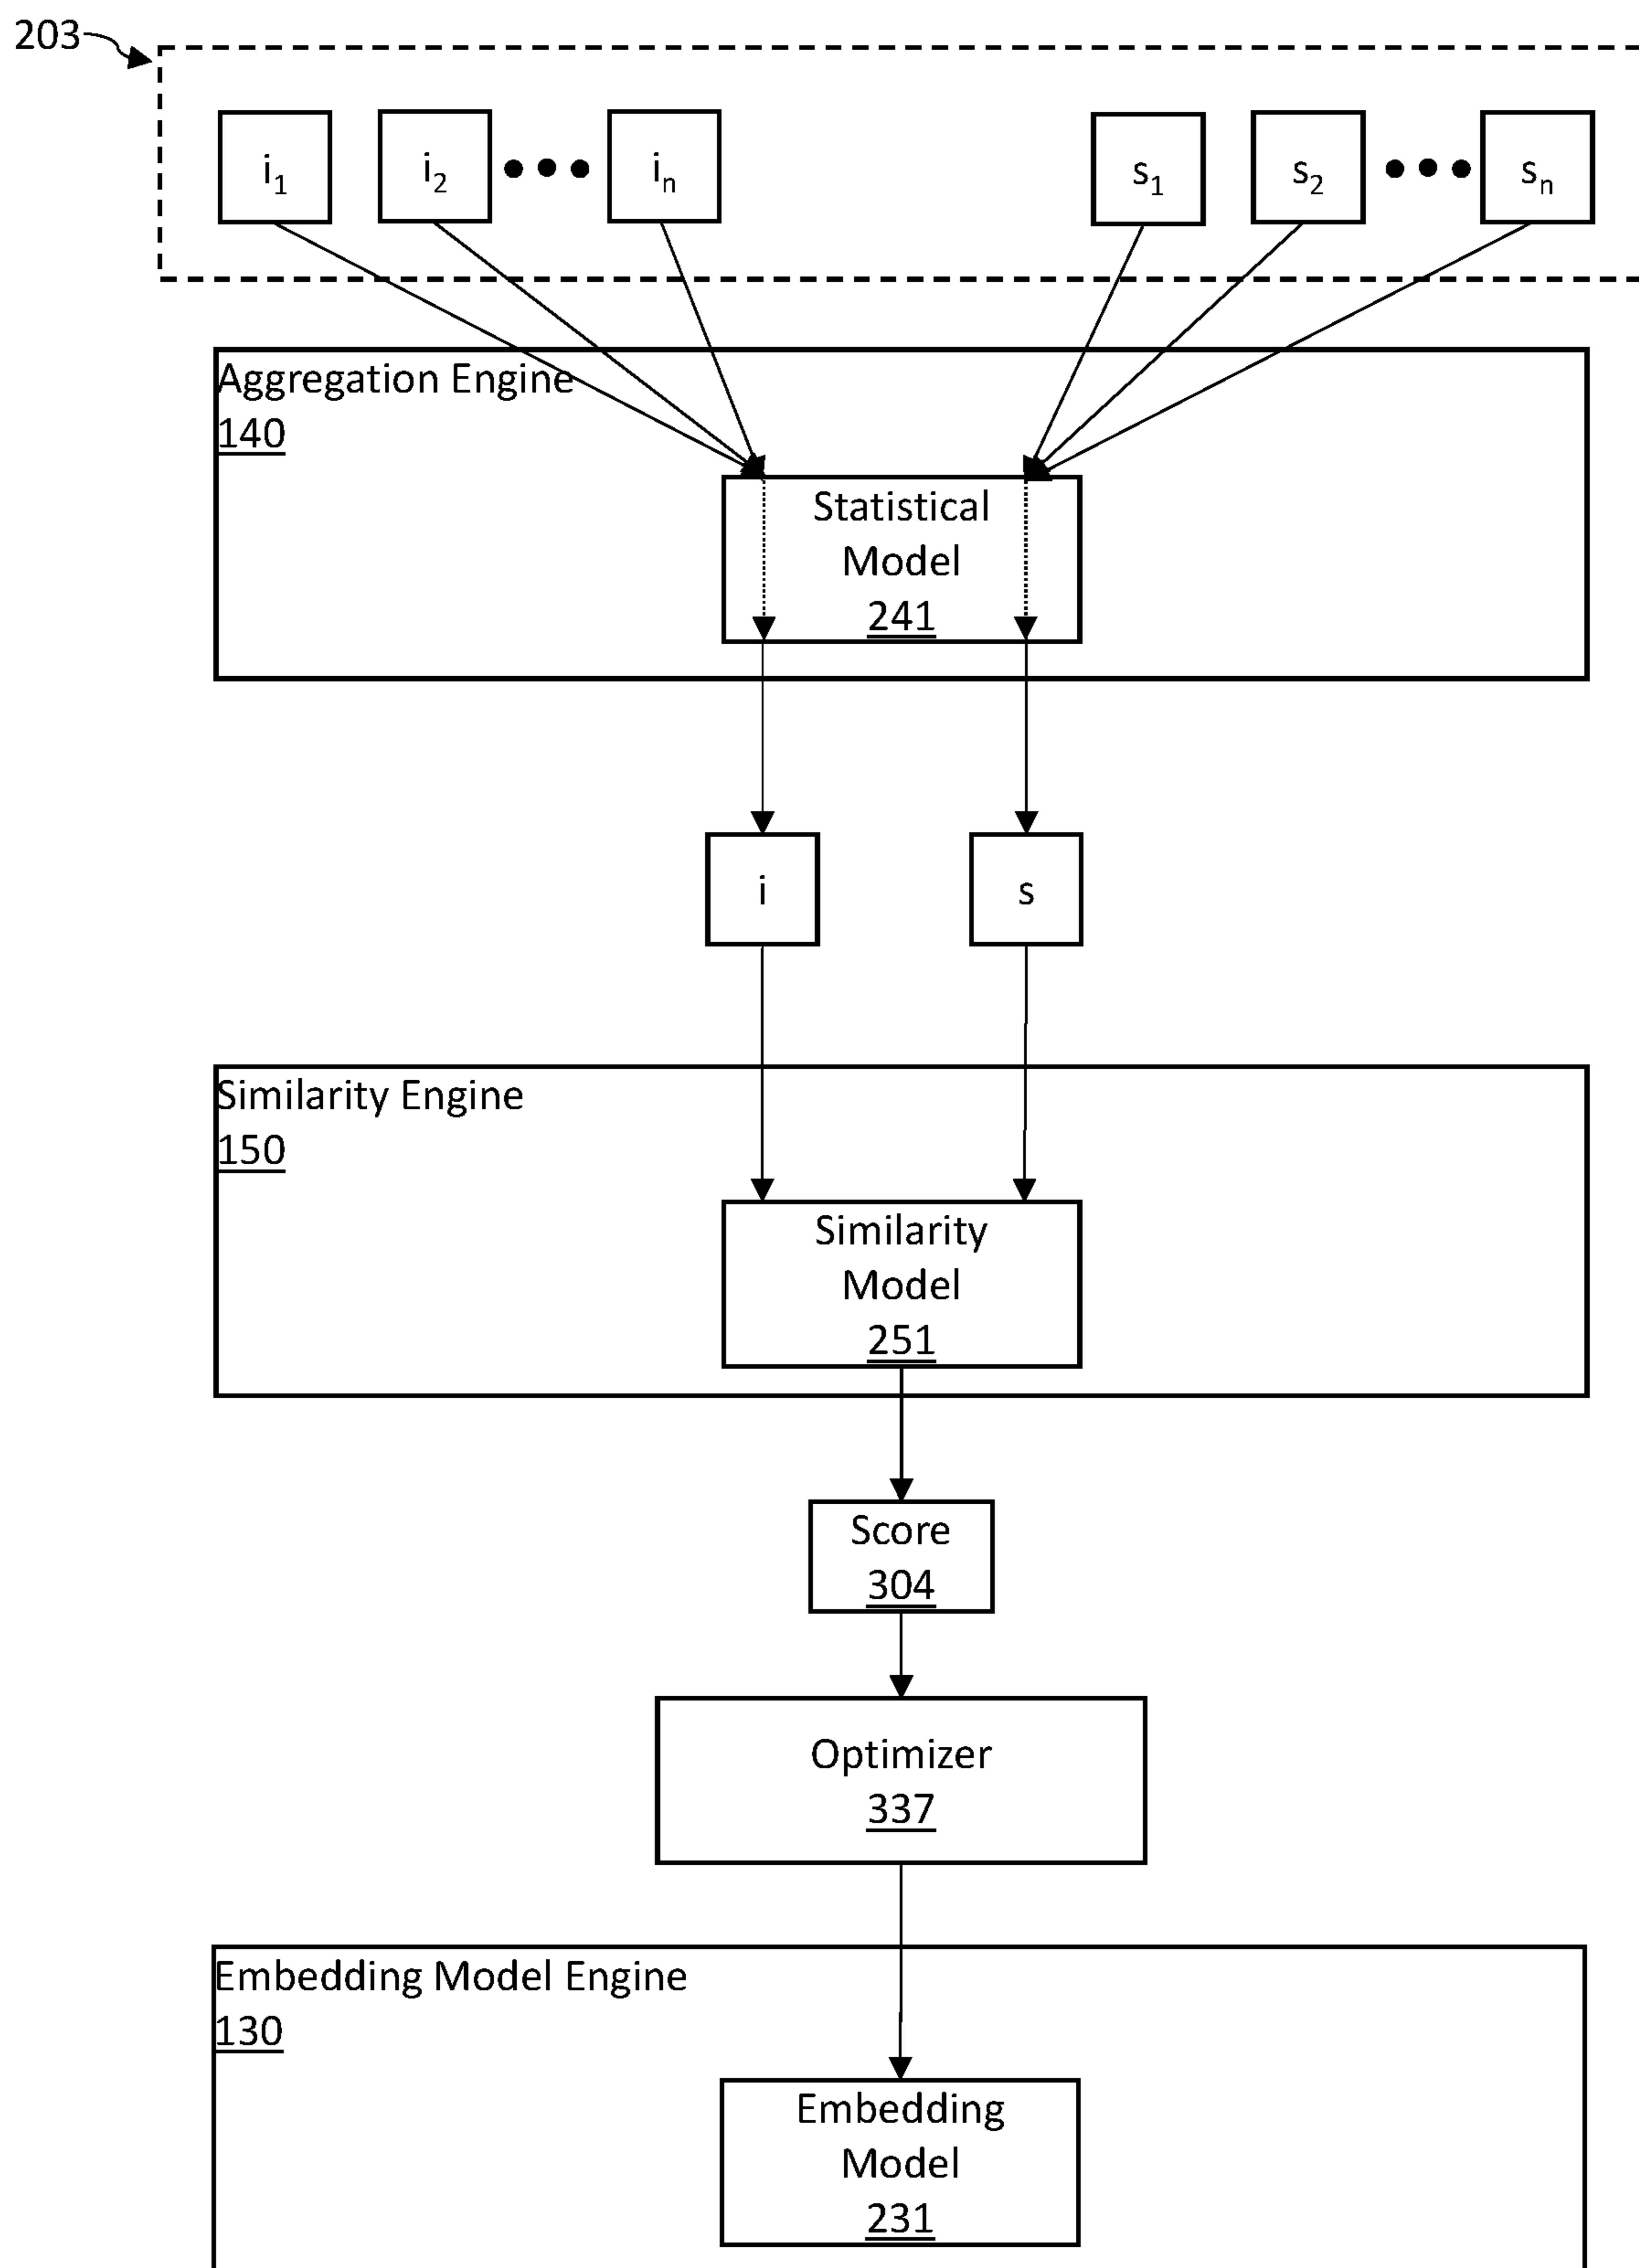 203
i₁ i₂ iₙ s₁ s₂ sₙ
Aggregation Engine
140
Statistical
Model
241
i s
Similarity Engine
150
Similarity
Model
251
Score
304
Optimizer
337
Embedding Model Engine
130
Embedding
Model
231